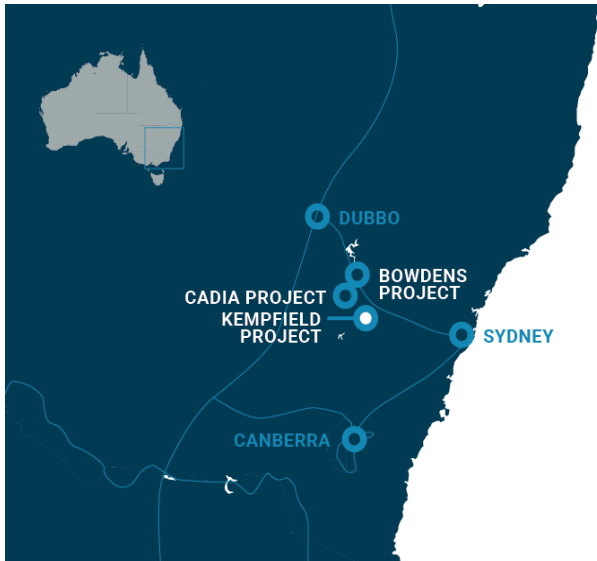 DUBBO
BOWDENS
PROJECT
CADIA PROJECT
KEMPFIELD
PROJECT
SYDNEY
CANBERRA